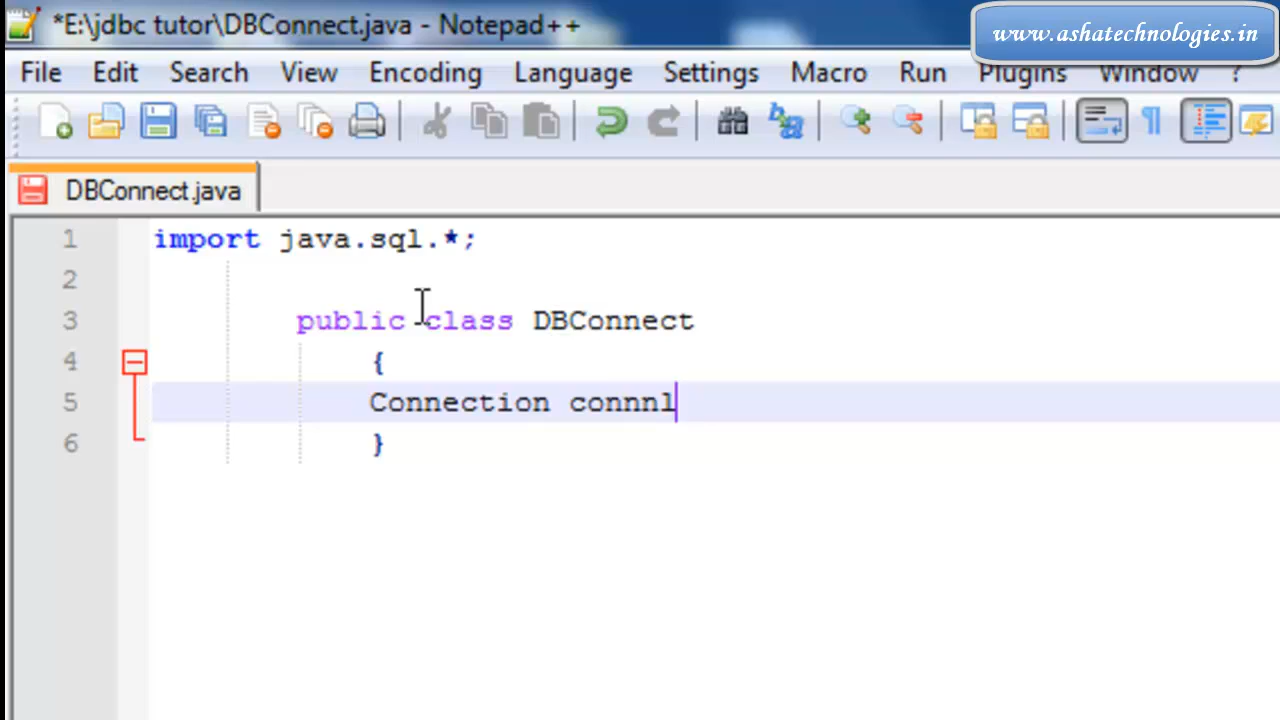 *E:\jdbc tutor\DBConnect.java - Notepad++
www.ashatechnologies.in
File Edit Search View Encoding Language Settings Macro Run Plugins Window ?
DBConnect.java
1 import java.sql.*;
2
3 public class DBConnect
4 {
5 Connection connnl
6 }